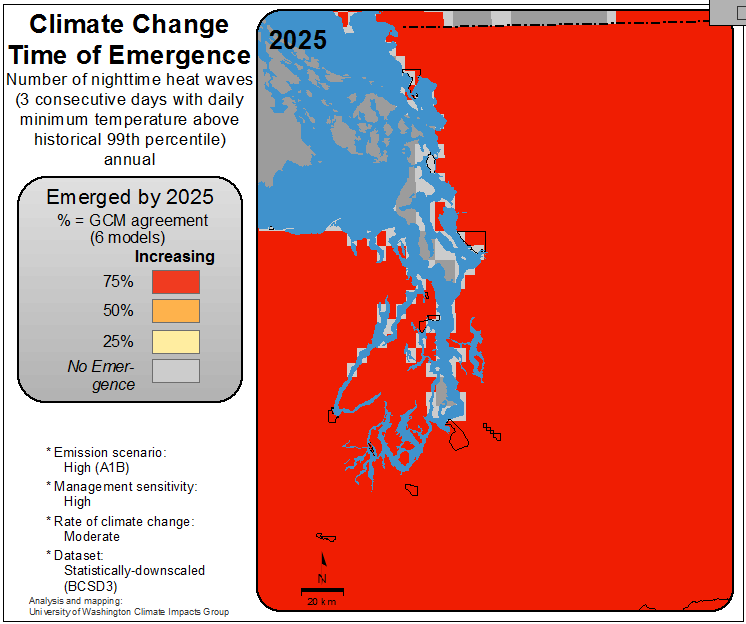 Climate Change
Time of Emergence
Number of nighttime heat waves
(3 consecutive days with daily
minimum temperature above
historical 99th percentile)
annual
Emerged by 2025
% = GCM agreement
(6 models)
Increasing
75%
50%
25%
No Emer-
gence
* Emission scenario:
High (A1B)
* Management sensitivity:
High
* Rate of climate change:
Moderate
* Dataset:
Statistically-downscaled
(BCSD3)
Analysis and mapping:
University of Washington Climate Impacts Group
2025
N
20 km